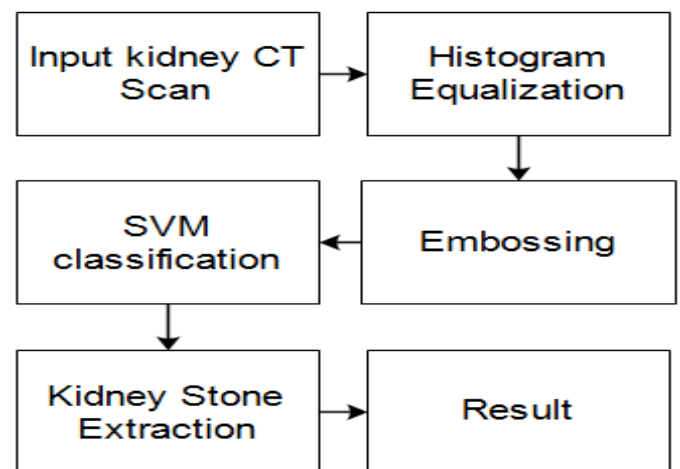 Input kidney CT
Scan
Histogram
Equalization
Embossing
SVM
classification
Kidney Stone
Extraction
Result